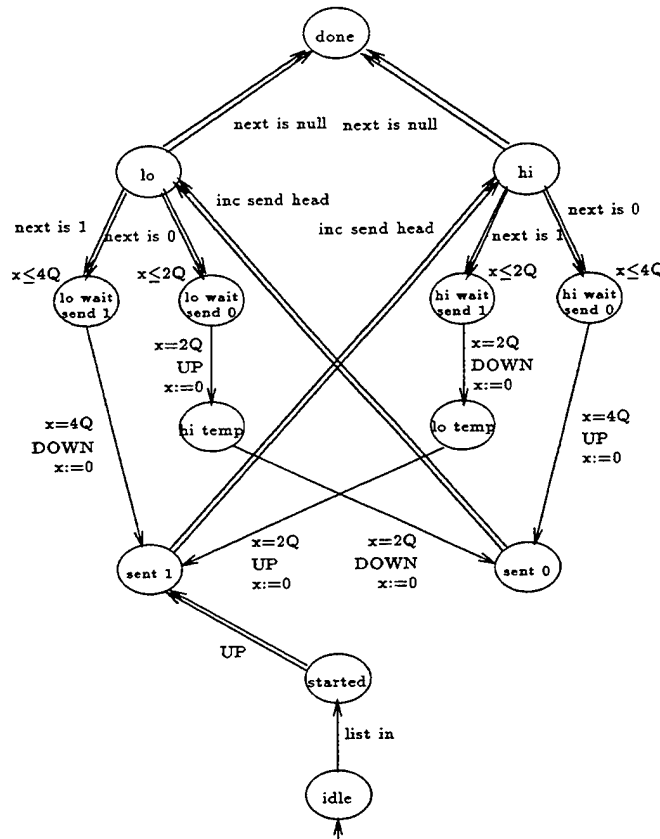 done
next is null
next is null
lo
hi
inc send head
inc send head
next is 1
next is 0
next is 1
next is 0
x≤4Q
x≤2Q
x≤2Q
x≤4Q
lo wait
send 1
lo wait
send 0
hi wait
send 1
hi wait
send 0
x=2Q
UP
x:=0
x=2Q
DOWN
x:=0
hi temp
lo temp
x=4Q
DOWN
x:=0
x=4Q
UP
x:=0
x=2Q
UP
x:=0
x=2Q
DOWN
x:=0
sent 1
sent 0
UP
started
list in
idle